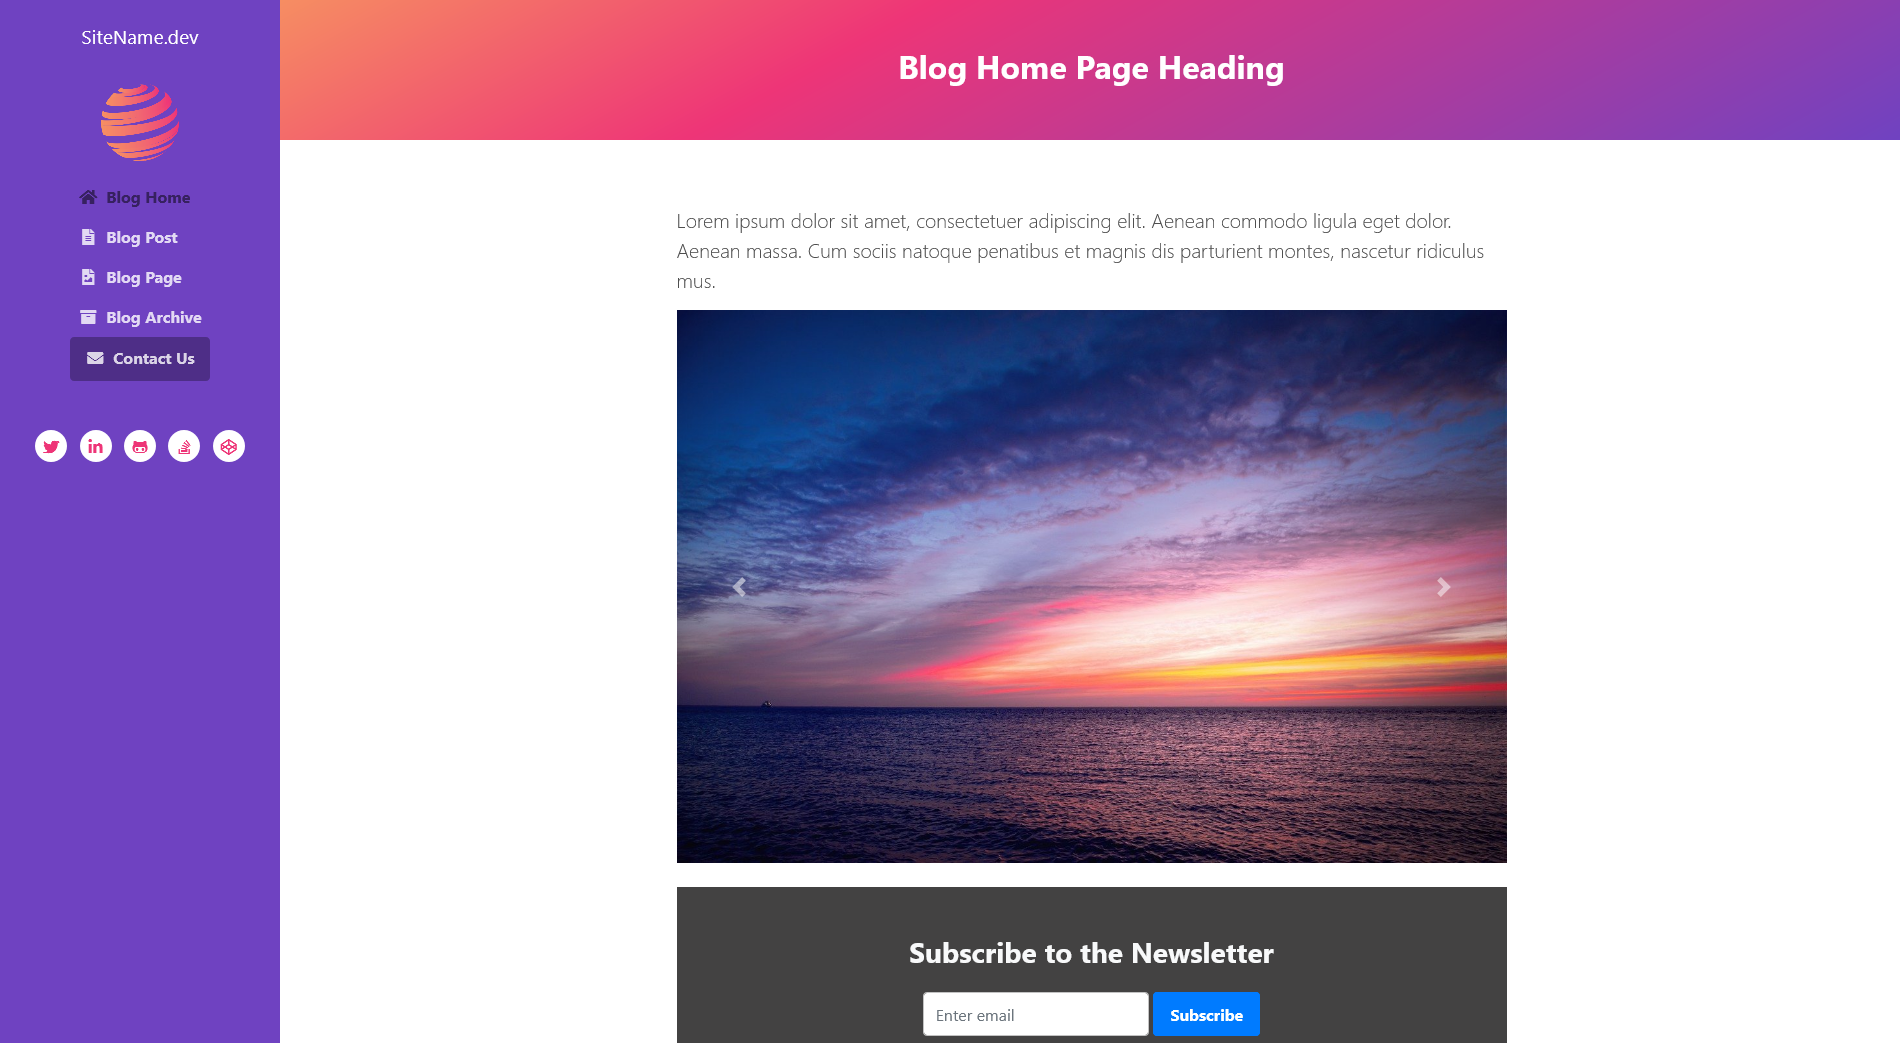 SiteName.dev
Blog Home
Blog Post
Blog Page
Blog Archive
Contact Us
Blog Home Page Heading
Lorem ipsum dolor sit amet, consectetuer adipiscing elit. Aenean commodo ligula eget dolor.
Aenean massa. Cum sociis natoque penatibus et magnis dis parturient montes, nascetur ridiculus
mus.
Subscribe to the Newsletter
Enter email
Subscribe